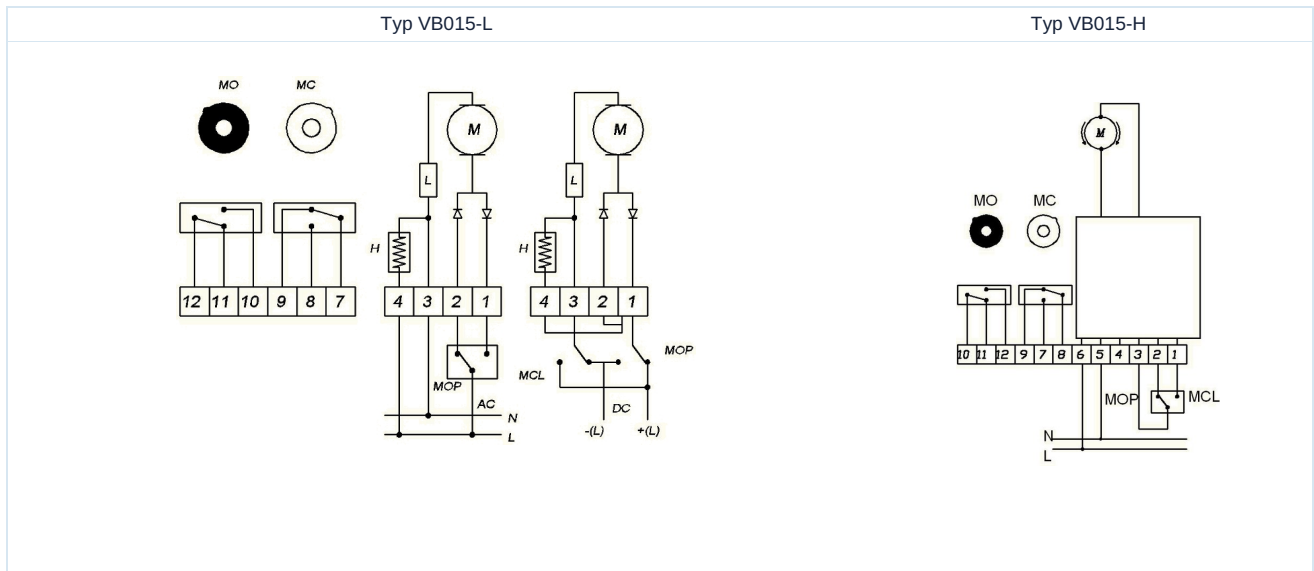 Typ VB015-L
Typ VB015-H
MO MC
M
M
L
L
H
H
12 11 10 9 8 7
4 3 2 1
4 3 2 1
MOP
AC
N
L
MCL
MOP
DC
-(L) +(L)
M
MO MC
10 11 12 9 7 8 6 5 4 3 2 1
MOP MCL
N
L